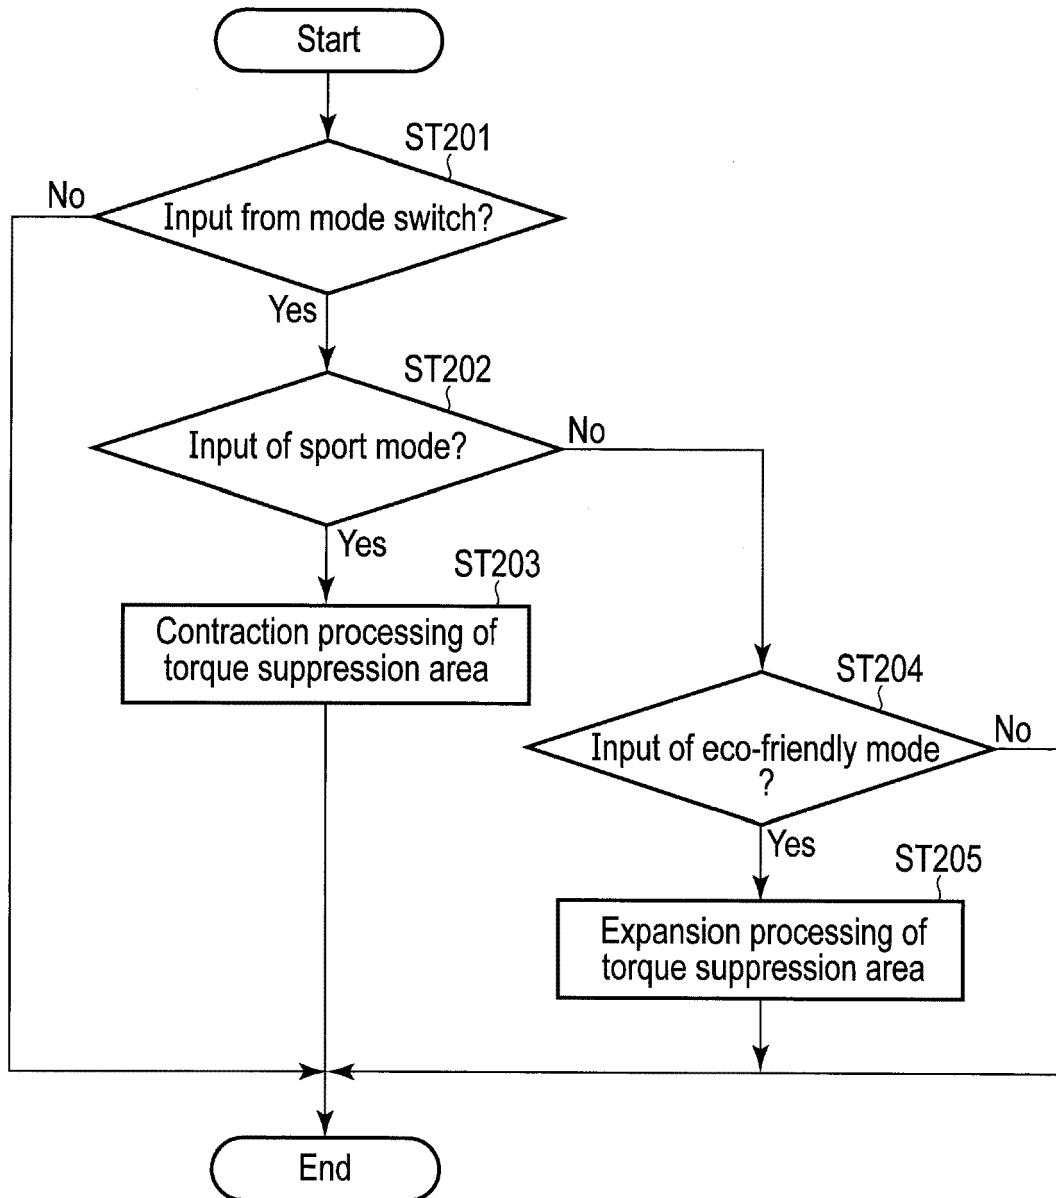 Start
ST201
No
Input from mode switch?
Yes
ST202
Input of sport mode?
No
Yes
ST203
Contraction processing of
torque suppression area
ST204
Input of eco-friendly mode
?
No
Yes
ST205
Expansion processing of
torque suppression area
End